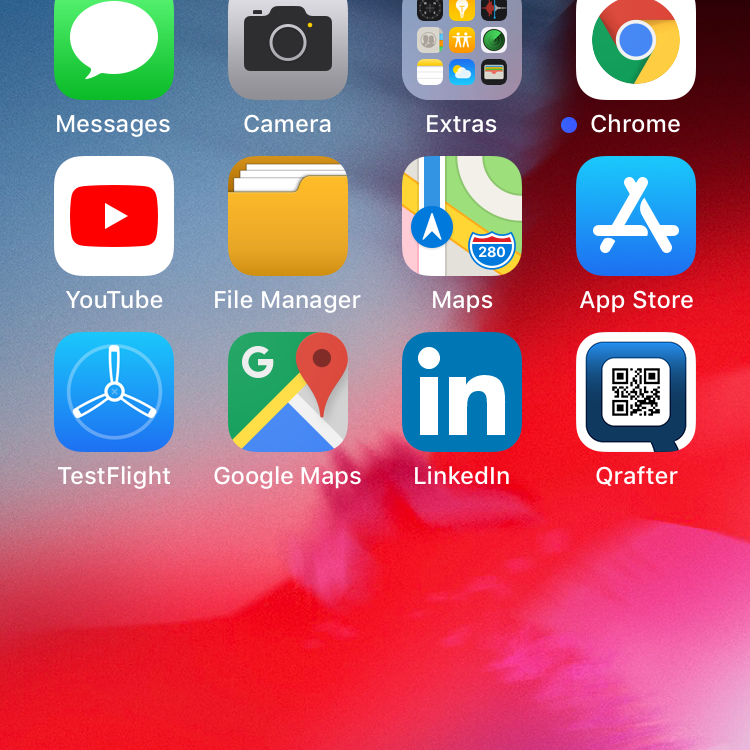 Messages
Camera
Extras
Chrome
YouTube
File Manager
280
Maps
App Store
G
in
TestFlight
Google Maps
LinkedIn
Qrafter